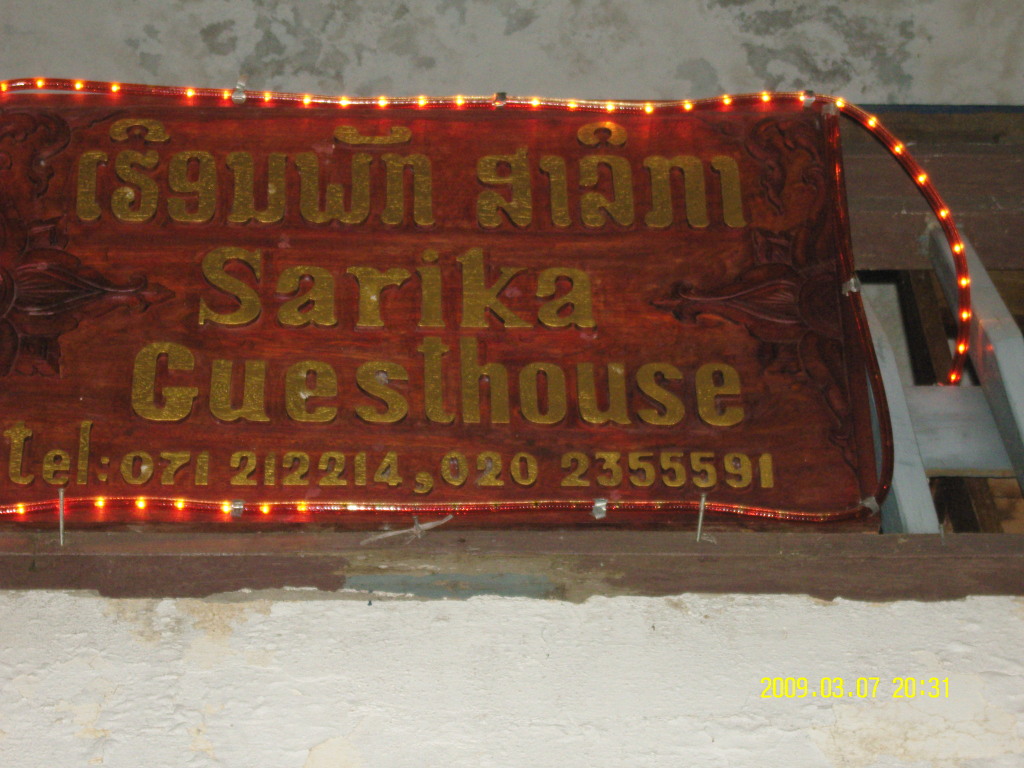 ເຮືອນພັກ ສາລິກາ
Sarika
Guesthouse
tel: 071 212214,020 2355591
2009.03.07 20:31